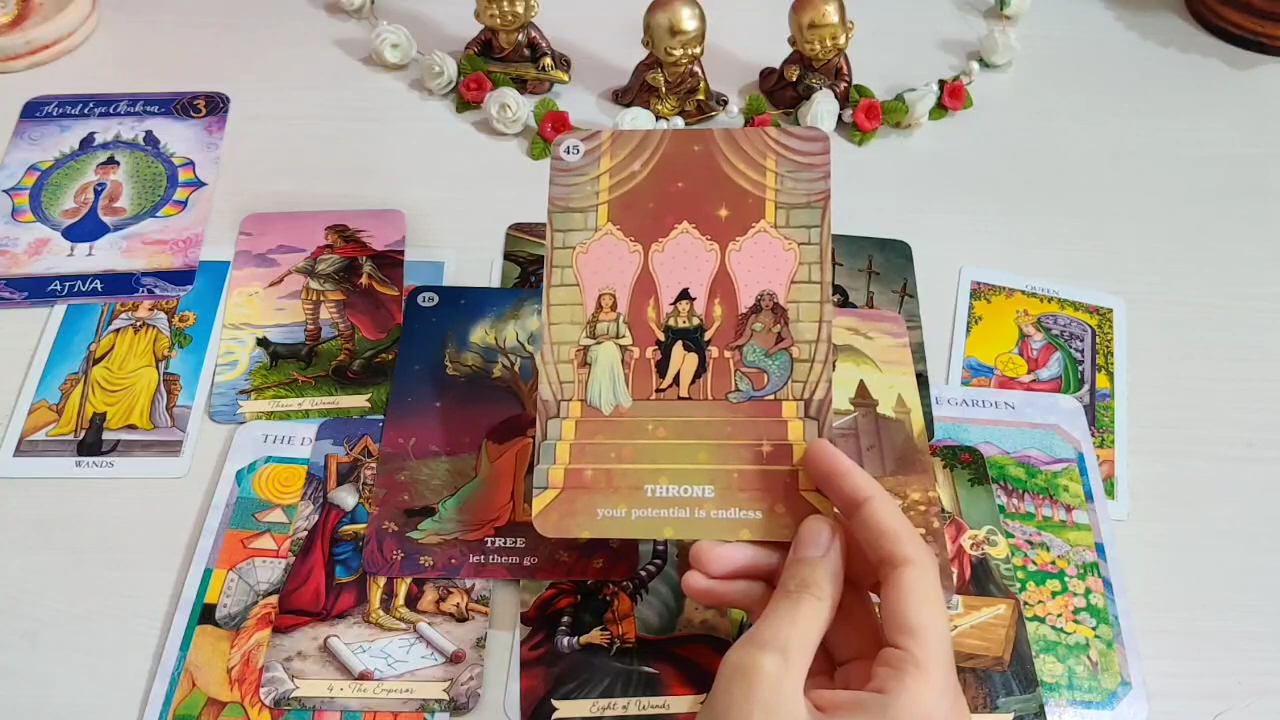 Third Eye Chakra
3
AJNA
WANDS
Three of Wands
THE D
4 • The Emperor
18
TREE
let them go
45
THRONE
your potential is endless
Eight of Wands
QUEEN
E GARDEN